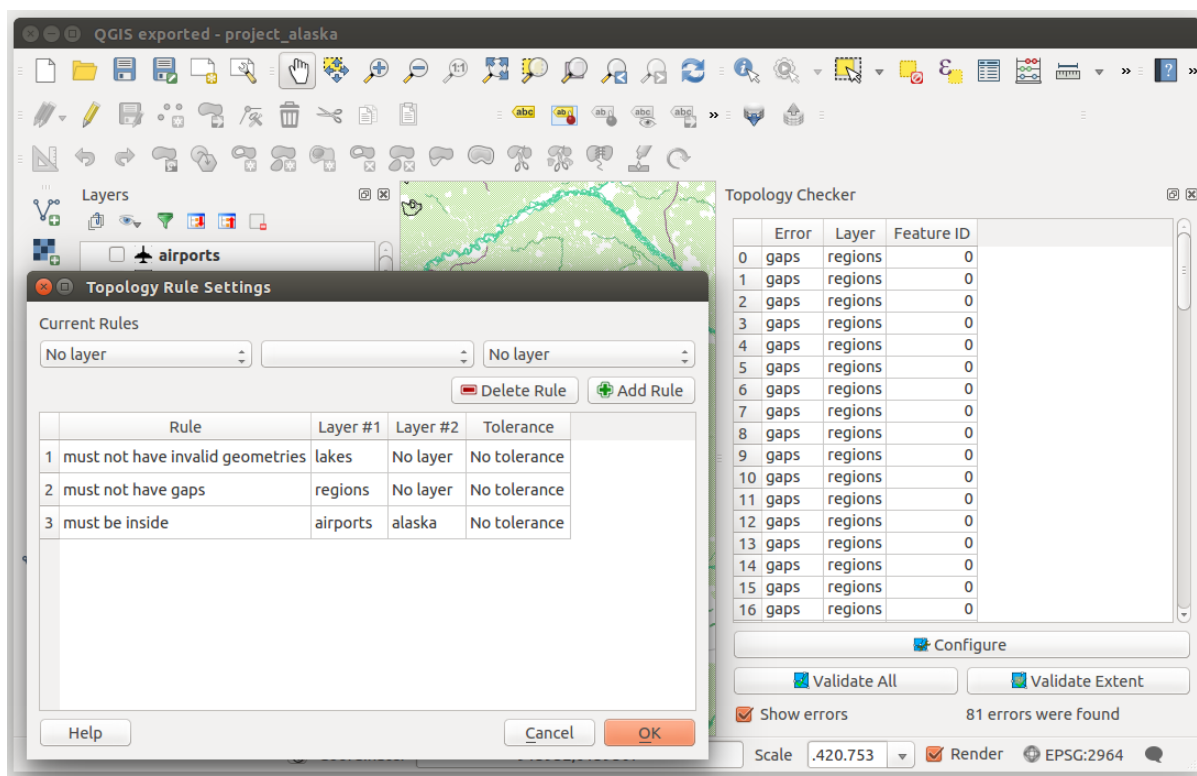 QGIS exported - project_alaska
1:1
abc
ab
ab
abc
abc
»
»
»
?
Layers
airports
Topology Checker
Error Layer Feature ID
0 gaps regions 0
1 gaps regions 0
2 gaps regions 0
3 gaps regions 0
4 gaps regions 0
5 gaps regions 0
6 gaps regions 0
7 gaps regions 0
8 gaps regions 0
9 gaps regions 0
10 gaps regions 0
11 gaps regions 0
12 gaps regions 0
13 gaps regions 0
14 gaps regions 0
15 gaps regions 0
16 gaps regions 0
Configure
Validate All Validate Extent
Show errors 81 errors were found
Topology Rule Settings
Current Rules
No layer No layer
Delete Rule Add Rule
Rule Layer #1 Layer #2 Tolerance
1 must not have invalid geometries lakes No layer No tolerance
2 must not have gaps regions No layer No tolerance
3 must be inside airports alaska No tolerance
Help Cancel OK
Scale .420.753 Render EPSG:2964